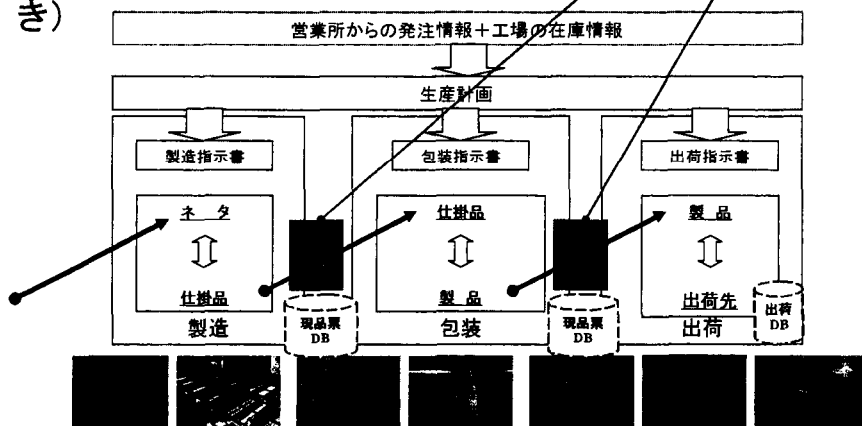 き)
営業所からの発注情報+工場の在庫情報
生産計画
製造指示書
包装指示書
出荷指示書
ネ タ
仕掛品
製 品
仕掛品
製 品
出荷先
製造
現品票
DB
包装
現品票
DB
出荷
出荷
DB